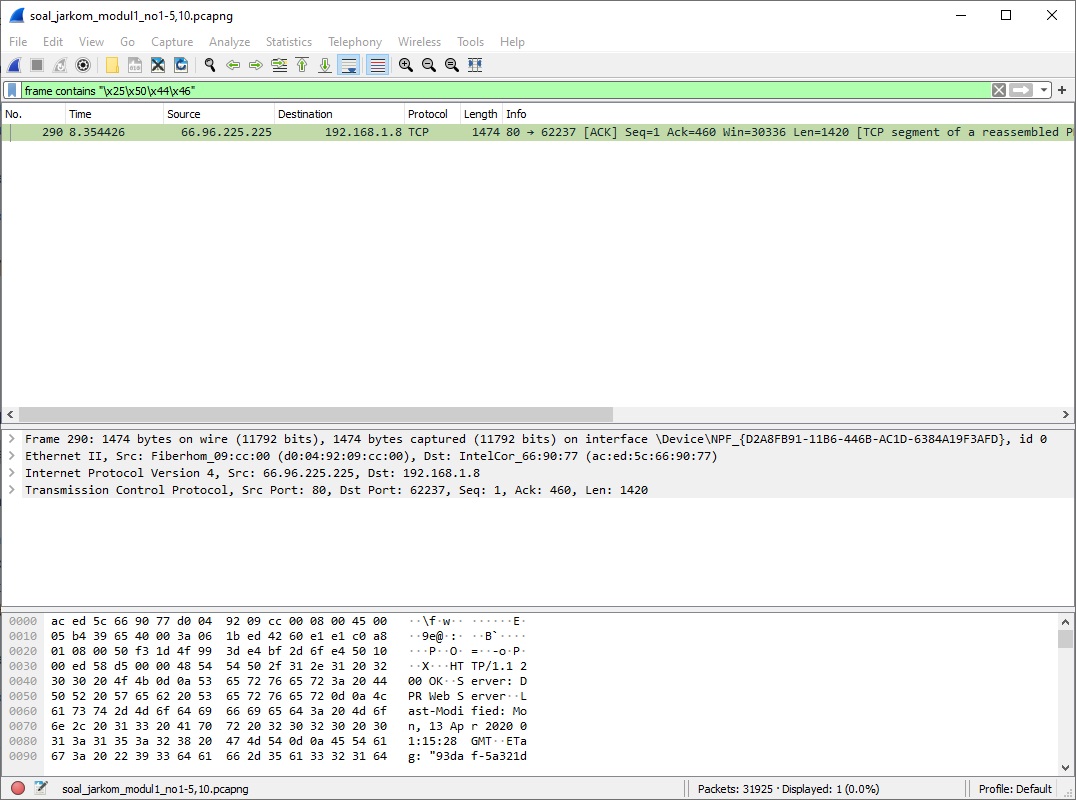 soal_jarkom_modul1_no1-5,10.pcapng
File Edit View Go Capture Analyze Statistics Telephony Wireless Tools Help
frame contains "\x25\x50\x44\x46"
No. Time Source Destination Protocol Length Info
290 8.354426 66.96.225.225 192.168.1.8 TCP 1474 80 → 62237 [ACK] Seq=1 Ack=460 Win=30336 Len=1420 [TCP segment of a reassembled P
Frame 290: 1474 bytes on wire (11792 bits), 1474 bytes captured (11792 bits) on interface \Device\NPF_{D2A8FB91-11B6-446B-AC1D-6384A19F3AFD}, id 0
Ethernet II, Src: Fiberhom_09:cc:00 (d0:04:92:09:cc:00), Dst: IntelCor_66:90:77 (ac:ed:5c:66:90:77)
Internet Protocol Version 4, Src: 66.96.225.225, Dst: 192.168.1.8
Transmission Control Protocol, Src Port: 80, Dst Port: 62237, Seq: 1, Ack: 460, Len: 1420
0000 ac ed 5c 66 90 77 d0 04 92 09 cc 00 08 00 45 00 ··\f·w·· ······E·
0010 05 b4 39 65 40 00 3a 06 1b ed 42 60 e1 e1 c0 a8 ··9e@·:· ··B`····
0020 01 08 00 50 f3 1d 4f 99 3d e4 bf 2d 6f e4 50 10 ···P··O· =··-o·P·
0030 00 ed 58 d5 00 00 48 54 54 50 2f 31 2e 31 20 32 ··X···HT TP/1.1 2
0040 30 30 20 4f 4b 0d 0a 53 65 72 76 65 72 3a 20 44 00 OK··S erver: D
0050 50 52 20 57 65 62 20 53 65 72 76 65 72 0d 0a 4c PR Web S erver··L
0060 61 73 74 2d 4d 6f 64 69 66 69 65 64 3a 20 4d 6f ast-Modi fied: Mo
0070 6e 2c 20 31 33 20 41 70 72 20 32 30 32 30 20 30 n, 13 Ap r 2020 0
0080 31 3a 31 35 3a 32 38 20 47 4d 54 0d 0a 45 54 61 1:15:28 GMT··ETa
0090 67 3a 20 22 39 33 64 61 66 2d 35 61 33 32 31 64 g: "93da f-5a321d
soal_jarkom_modul1_no1-5,10.pcapng Packets: 31925 · Displayed: 1 (0.0%) Profile: Default